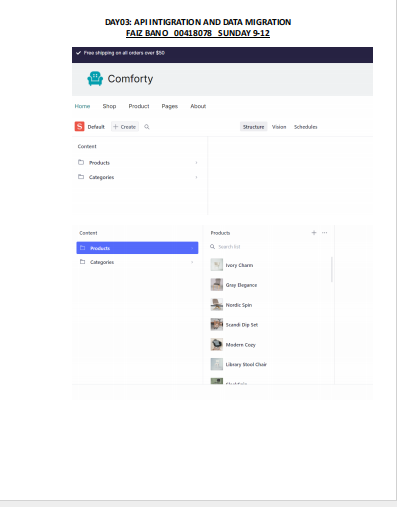 DAY03: API INTIGRATION AND DATA MIGRATION
FAIZ BANO 00418078 SUNDAY 9-12
Free shipping on all orders over $50
Comforty
Home Shop Product Pages About
S Default + Create Structure Vision Schedules
Content
Products
Categories
Content Products
Search list
Products
Categories
Ivory Charm
Gray Elegance
Nordic Spin
Scandi Dip Set
Modern Cozy
Library Stool Chair